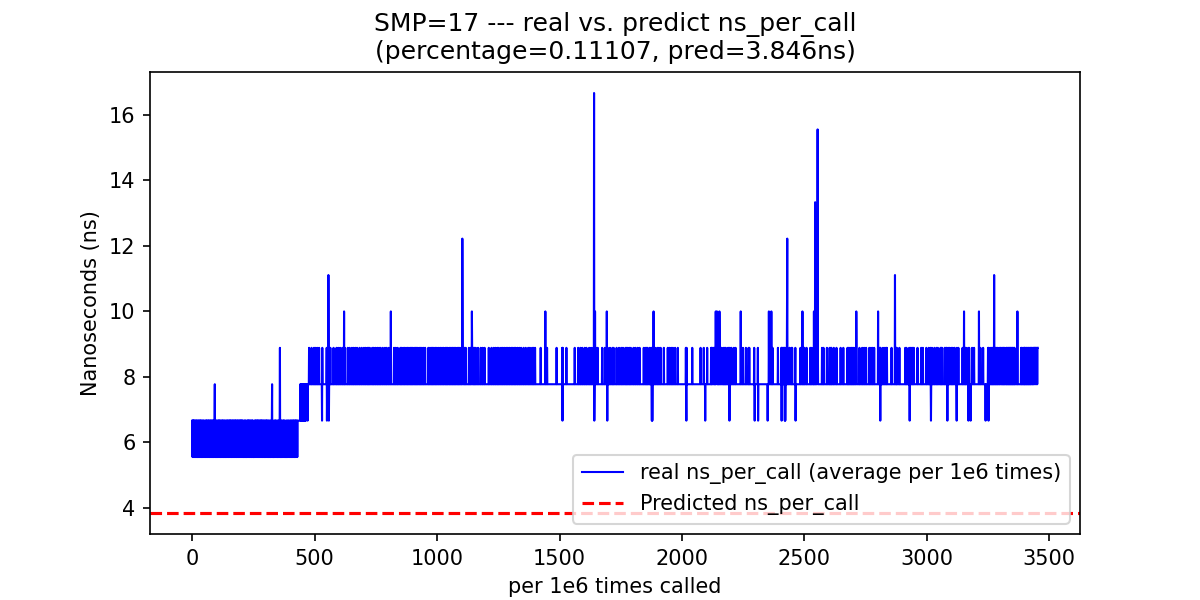 SMP=17 --- real vs. predict ns_per_call
(percentage=0.11107, pred=3.846ns)
Nanoseconds (ns)
16
14
12
10
8
6
4
real ns_per_call (average per 1e6 times)
Predicted ns_per_call
0 500 1000 1500 2000 2500 3000 3500
per 1e6 times called